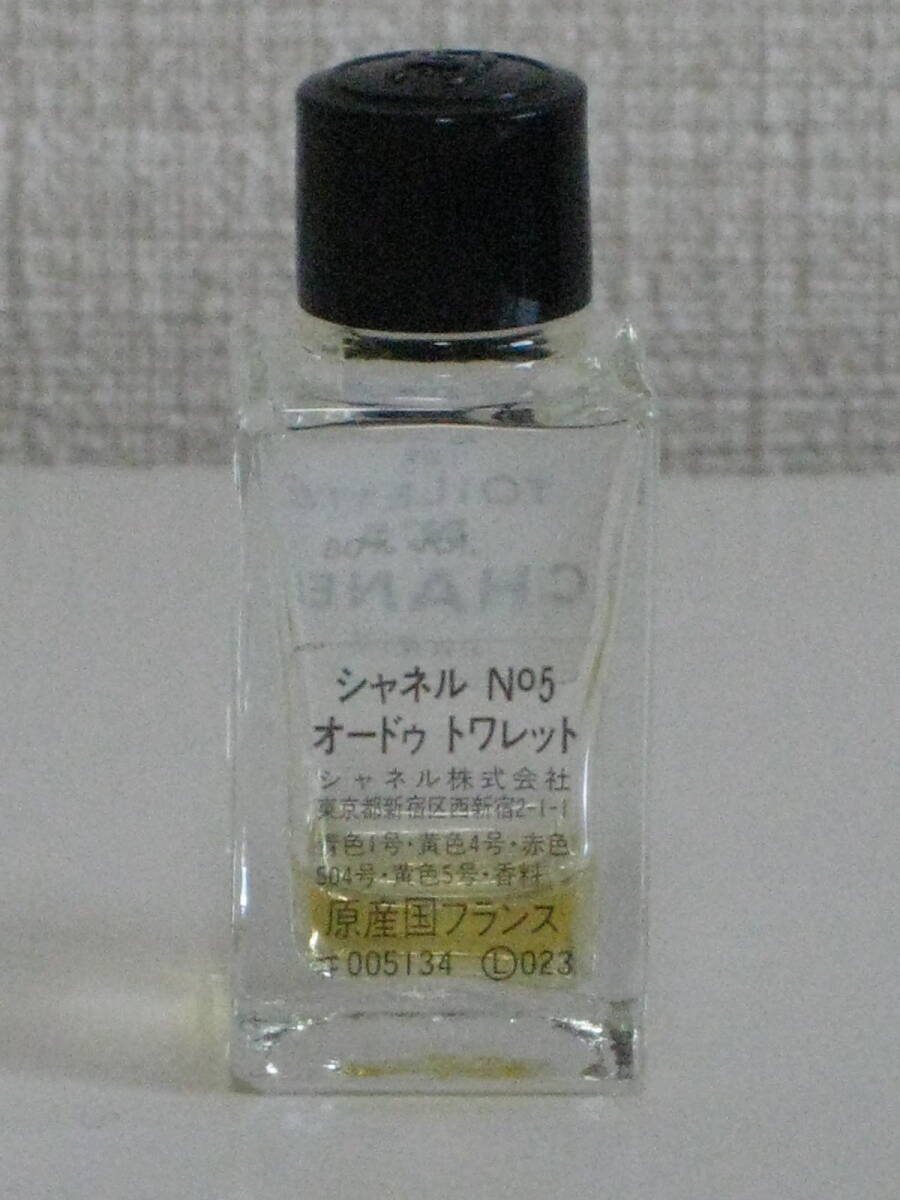 TOILETTE
CHANEL
シャネル Nº5
オードゥ トワレット
シャネル株式会社
東京都新宿区西新宿2-1-1
青色1号・黄色4号・赤色
504号・黄色5号・香料
原産国フランス
005134 Ⓛ023